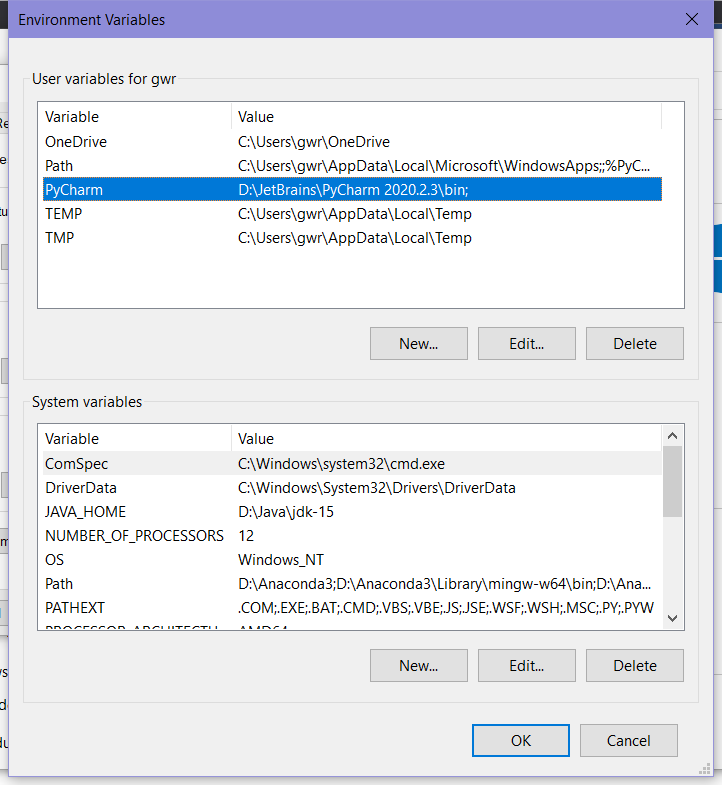 Environment Variables
User variables for gwr
Variable Value
OneDrive C:\Users\gwr\OneDrive
Path C:\Users\gwr\AppData\Local\Microsoft\WindowsApps;;%PyC...
PyCharm D:\JetBrains\PyCharm 2020.2.3\bin;
TEMP C:\Users\gwr\AppData\Local\Temp
TMP C:\Users\gwr\AppData\Local\Temp
New... Edit... Delete
System variables
Variable Value
ComSpec C:\Windows\system32\cmd.exe
DriverData C:\Windows\System32\Drivers\DriverData
JAVA_HOME D:\Java\jdk-15
NUMBER_OF_PROCESSORS 12
OS Windows_NT
Path D:\Anaconda3;D:\Anaconda3\Library\mingw-w64\bin;D:\Ana...
PATHEXT .COM;.EXE;.BAT;.CMD;.VBS;.VBE;JS;.JSE;.WSF;.WSH;.MSC;.PY;.PYW
PROCESSOR_ARCHITECTU... AMD64
New... Edit... Delete
OK Cancel